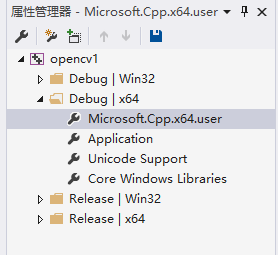 属性管理器 - Microsoft.Cpp.x64.user
opencv1
Debug | Win32
Debug | x64
Microsoft.Cpp.x64.user
Application
Unicode Support
Core Windows Libraries
Release | Win32
Release | x64